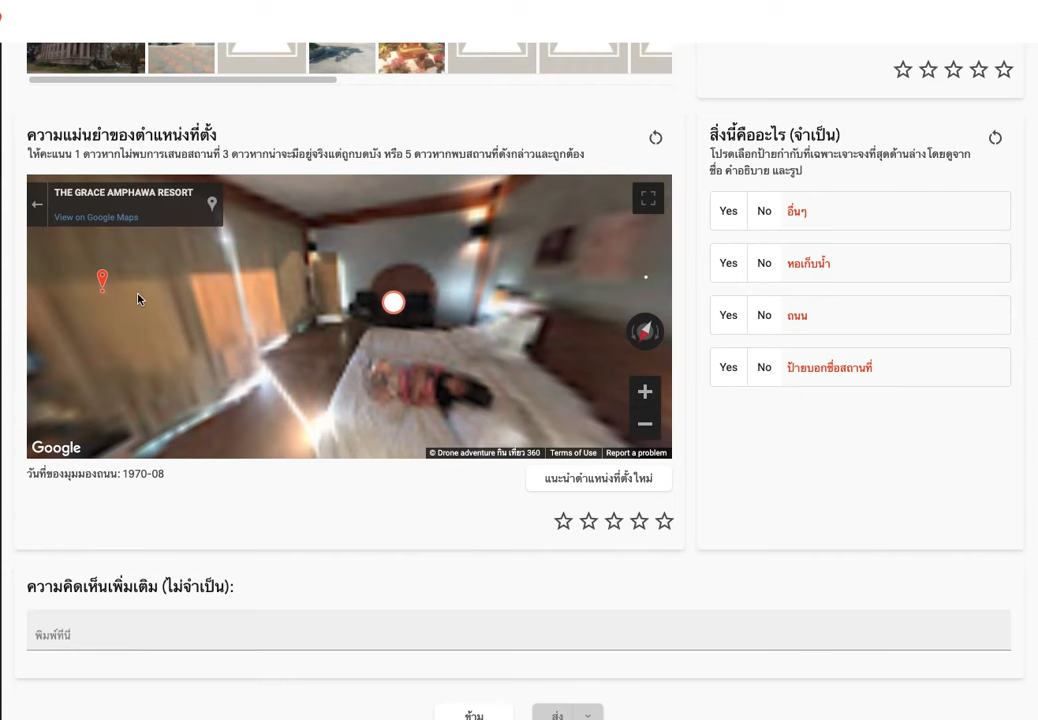 ความแม่นยำของตำแหน่งที่ตั้ง
ให้คะแนน 1 ดาวหากไม่พบการเสนอสถานที่ 3 ดาวหากน่าจะมีอยู่จริงแต่ถูกบดบัง หรือ 5 ดาวหากพบสถานที่ดังกล่าวและถูกต้อง
THE GRACE AMPHAWA RESORT
View on Google Maps
Google
© Drone adventure กิน เที่ยว 360 Terms of Use Report a problem
วันที่ของมุมมองถนน: 1970-08
แนะนำตำแหน่งที่ตั้งใหม่
สิ่งนี้คืออะไร (จำเป็น)
โปรดเลือกป้ายกำกับที่เฉพาะเจาะจงที่สุดด้านล่าง โดยดูจาก
ชื่อ คำอธิบาย และรูป
Yes No อื่นๆ
Yes No หอเก็บน้ำ
Yes No ถนน
Yes No ป้ายบอกชื่อสถานที่
ความคิดเห็นเพิ่มเติม (ไม่จำเป็น):
พิมพ์ที่นี่
ข้าม ส่ง